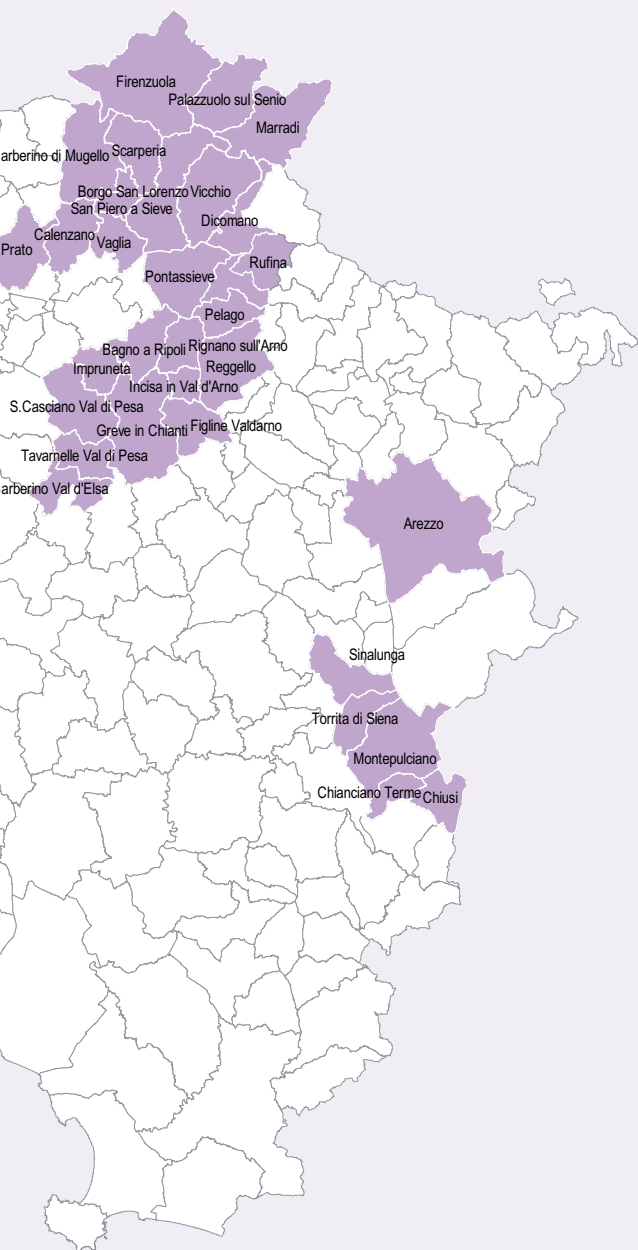 Firenzuola
Palazzuolo sul Senio
Marradi
arberino di Mugello
Scarperia
Borgo San Lorenzo
Vicchio
San Piero a Sieve
Dicomano
Calenzano
Vaglia
Prato
Rufina
Pontassieve
Pelago
Bagno a Ripoli
Rignano sull'Arno
Impruneta
Reggello
Incisa in Val d'Arno
S.Casciano Val di Pesa
Greve in Chianti
Figline Valdarno
Tavarnelle Val di Pesa
arberino Val d'Elsa
Arezzo
Sinalunga
Torrita di Siena
Montepulciano
Chianciano Terme
Chiusi